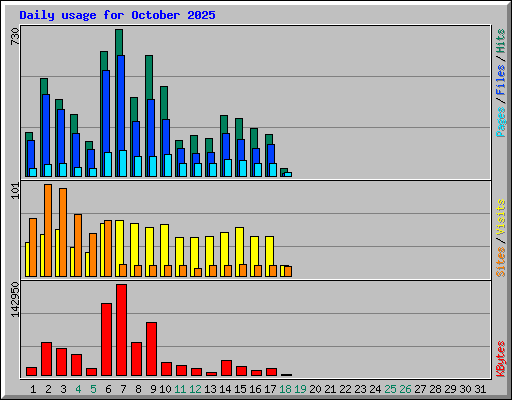 Daily usage for October 2025
730
Pages / Files / Hits
101
Sites / Visits
142950
KBytes
1 2 3 4 5 6 7 8 9 10 11 12 13 14 15 16 17 18 19 20 21 22 23 24 25 26 27 28 29 30 31